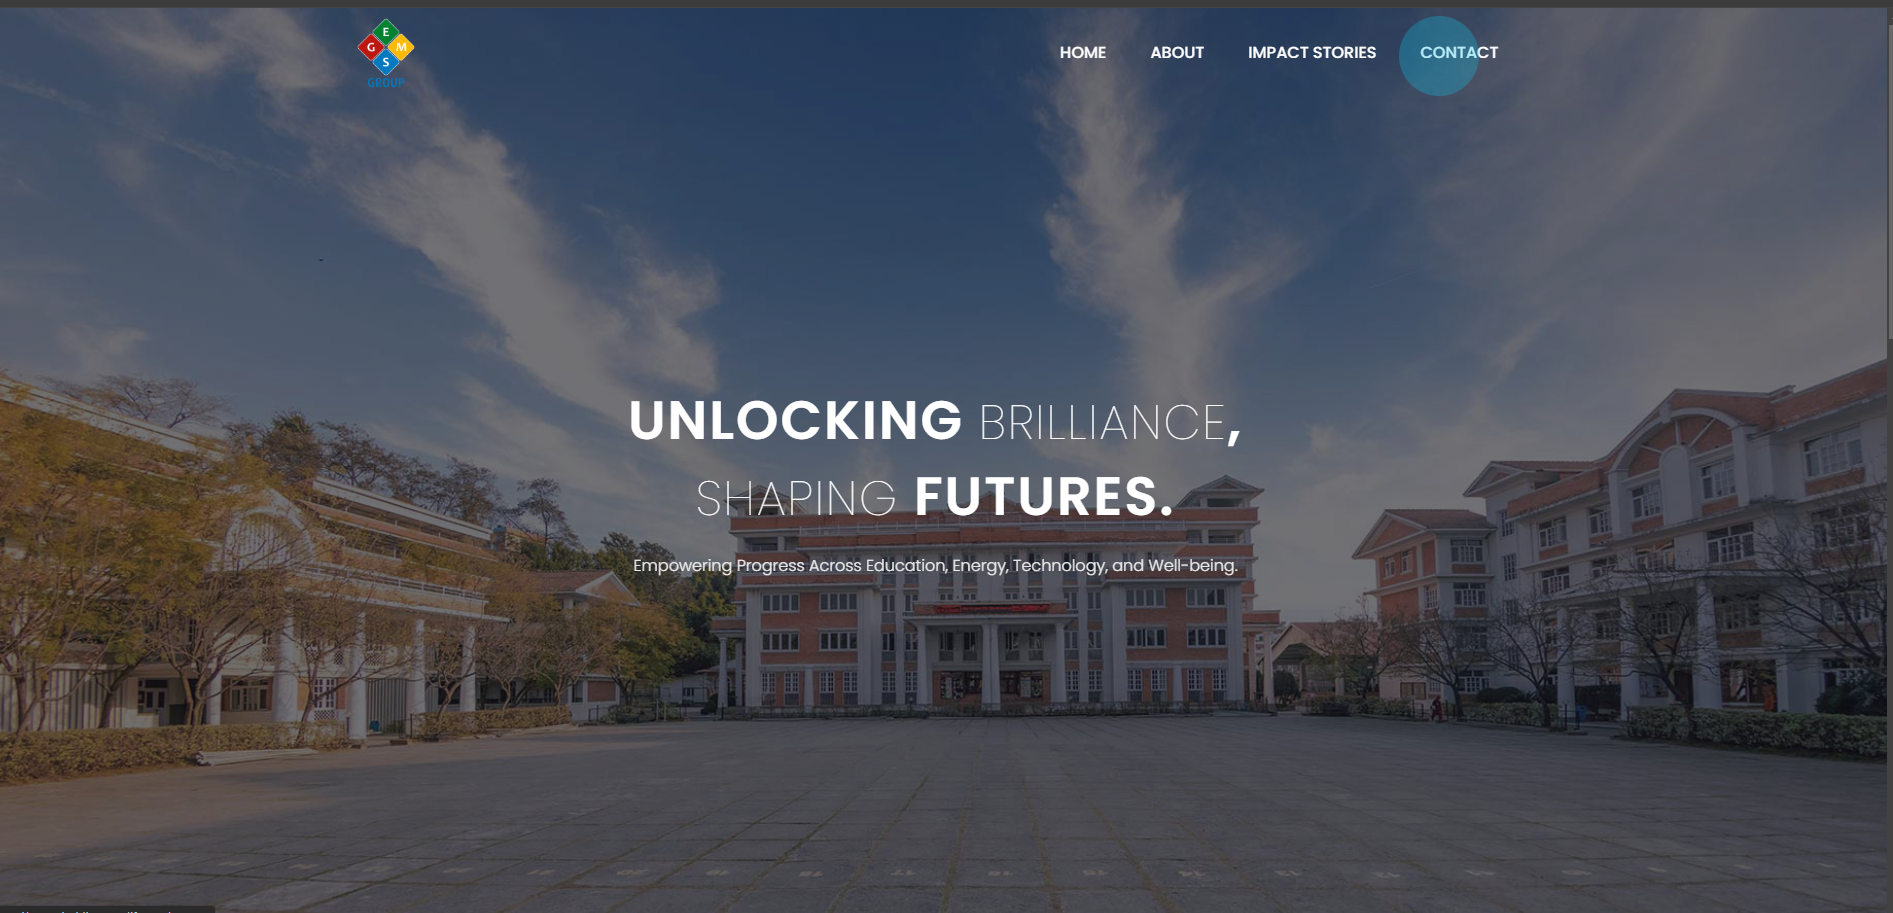 E
G M
S
GROUP
HOME ABOUT IMPACT STORIES CONTACT
UNLOCKING BRILLIANCE,
SHAPING FUTURES.
Empowering Progress Across Education, Energy, Technology, and Well-being.